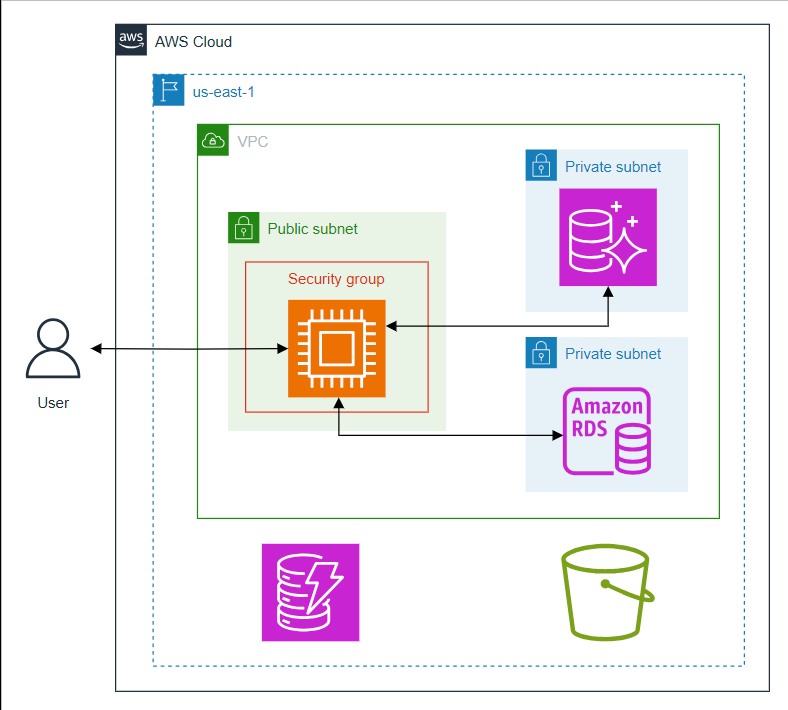 aws
AWS Cloud
us-east-1
VPC
Private subnet
Public subnet
Security group
Private subnet
User
Amazon
RDS